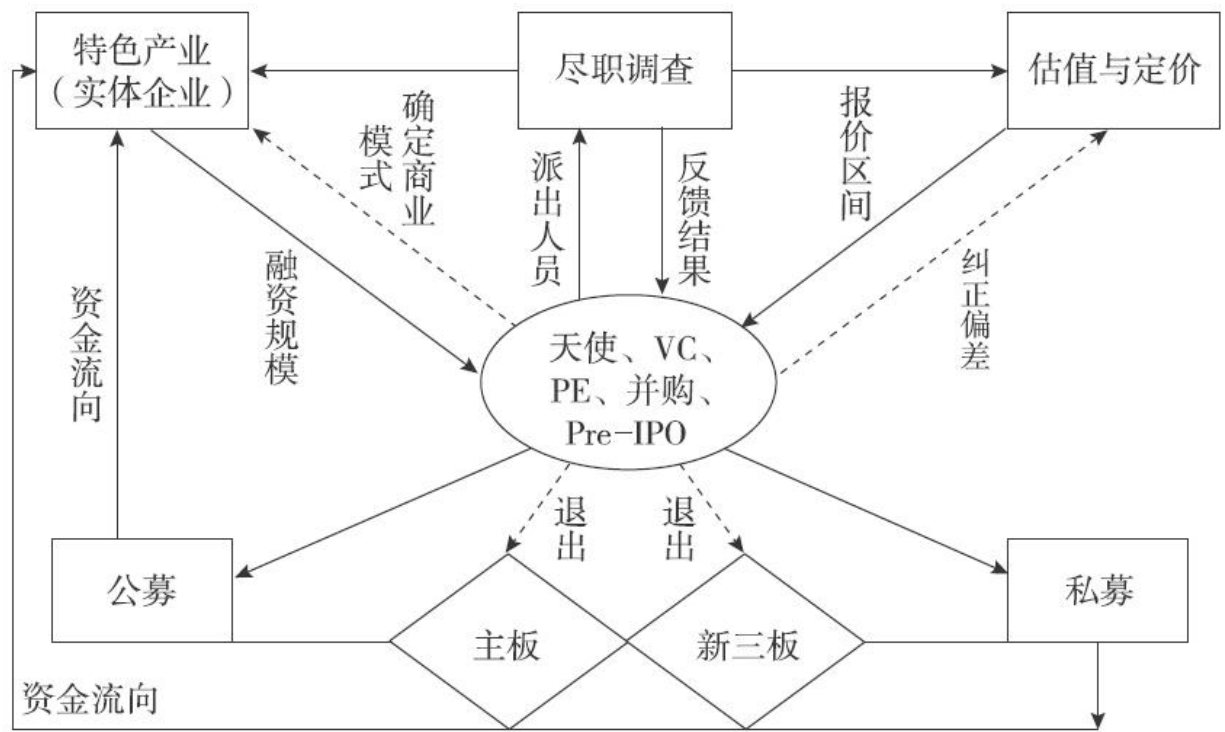 特色产业
（实体企业）
尽职调查
估值与定价
确定商业
模式
派出人员
反馈结果
报价区间
纠正偏差
融资规模
资金流向
天使、VC、
PE、并购、
Pre-IPO
退出
退出
公募
主板
新三板
私募
资金流向